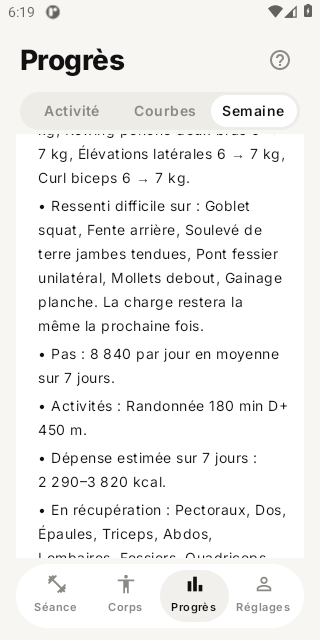 6:19
Progrès
Activité
Courbes
Semaine
7 kg, Élévations latérales 6 → 7 kg,
Curl biceps 6 → 7 kg.
• Ressenti difficile sur : Goblet
squat, Fente arrière, Soulevé de
terre jambes tendues, Pont fessier
unilatéral, Mollets debout, Gainage
planche. La charge restera la
même la prochaine fois.
• Pas : 8 840 par jour en moyenne
sur 7 jours.
• Activités : Randonnée 180 min D+
450 m.
• Dépense estimée sur 7 jours :
2 290–3 820 kcal.
• En récupération : Pectoraux, Dos,
Épaules, Triceps, Abdos,
Lombaires, Fessiers, Quadriceps
Séance
Corps
Progrès
Réglages